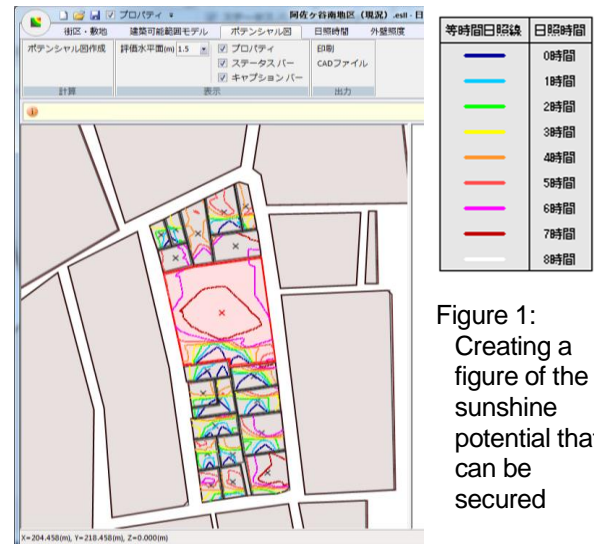 プロパティ
阿佐ヶ谷南地区（現況）.esll - 日
街区・敷地 建築可能範囲モデル ポテンシャル図 日照時間 外壁照度
ポテンシャル図作成 評価水平面(m) 1.5 プロパティ 印刷
ステータス バー CADファイル
キャプション バー
計算 表示 出力
X=204.458(m), Y=218.458(m), Z=0.000(m)
等時間日照線 日照時間
0時間
1時間
2時間
3時間
4時間
5時間
6時間
7時間
8時間
Figure 1:
Creating a
figure of the
sunshine
potential that
can be
secured